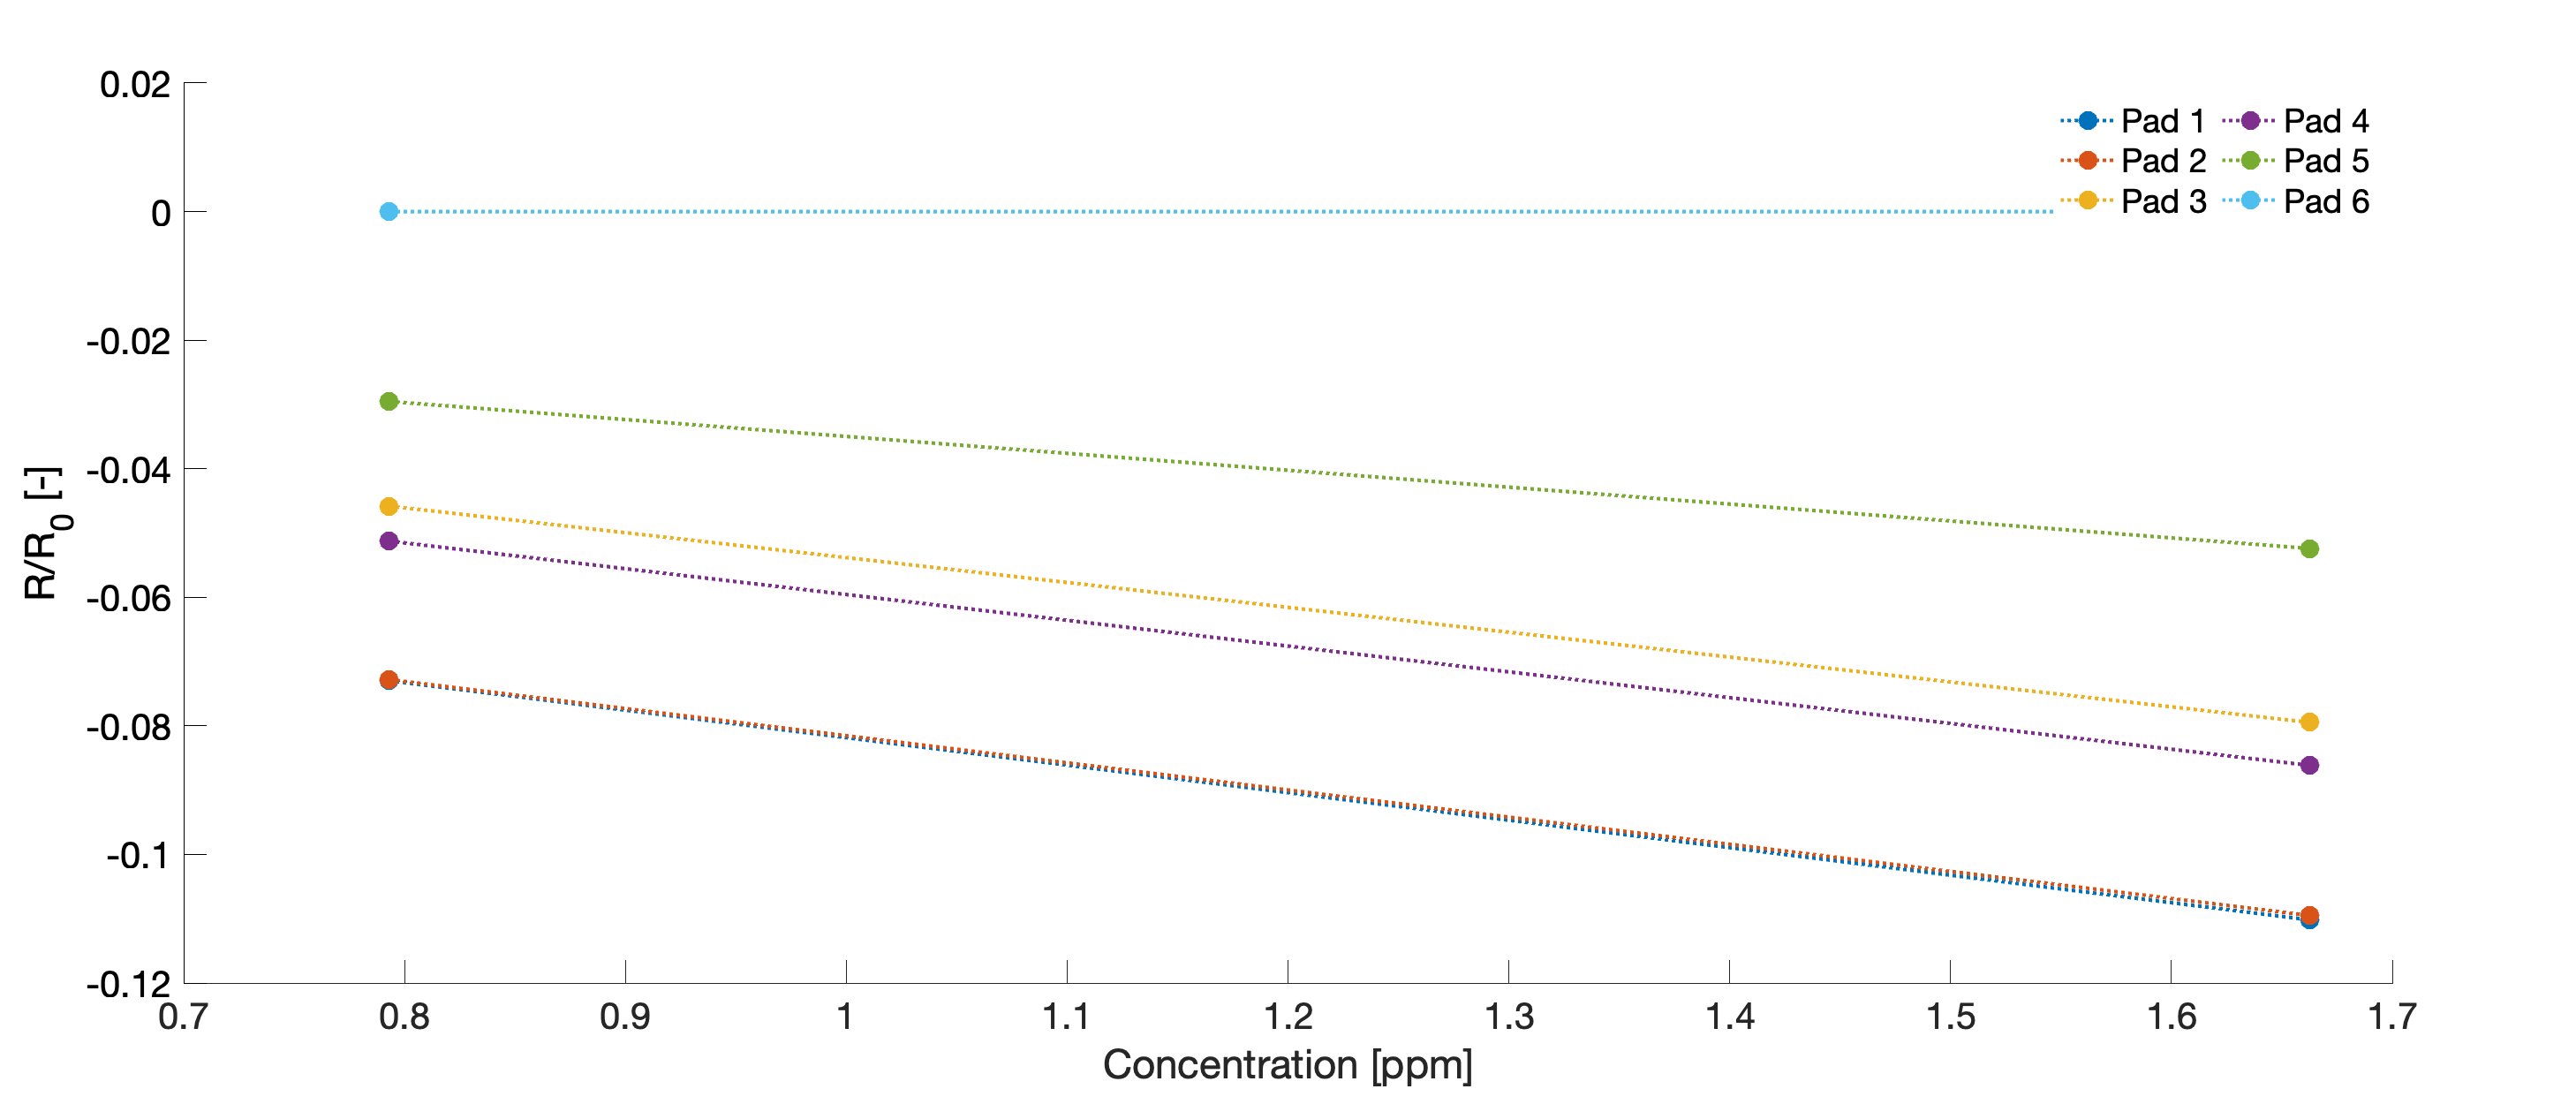 0.02
0
-0.02
-0.04
-0.06
-0.08
-0.1
-0.12
R/R0 [-]
0.7 0.8 0.9 1 1.1 1.2 1.3 1.4 1.5 1.6 1.7
Concentration [ppm]
Pad 1 Pad 4
Pad 2 Pad 5
Pad 3 Pad 6